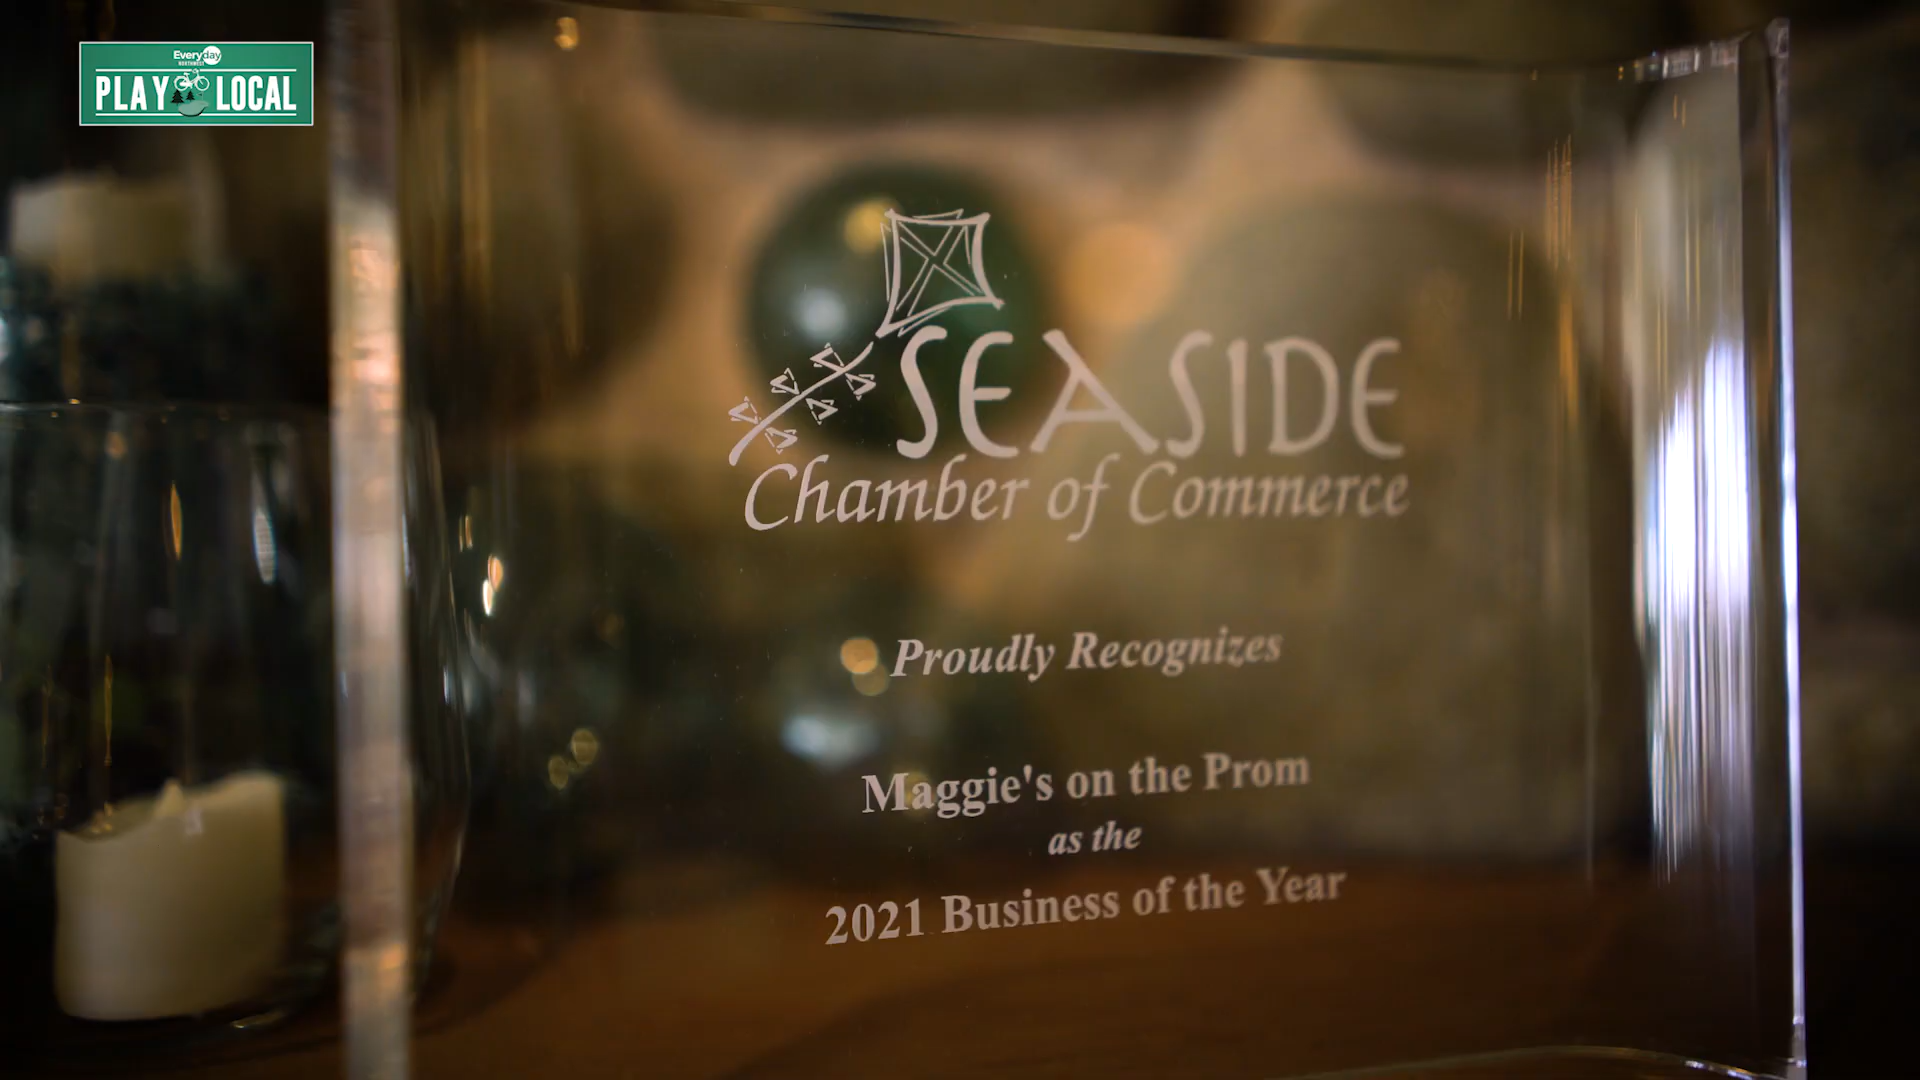 Everyday
NORTHWEST
PLAY LOCAL
SEASIDE
Chamber of Commerce
Proudly Recognizes
Maggie's on the Prom
as the
2021 Business of the Year